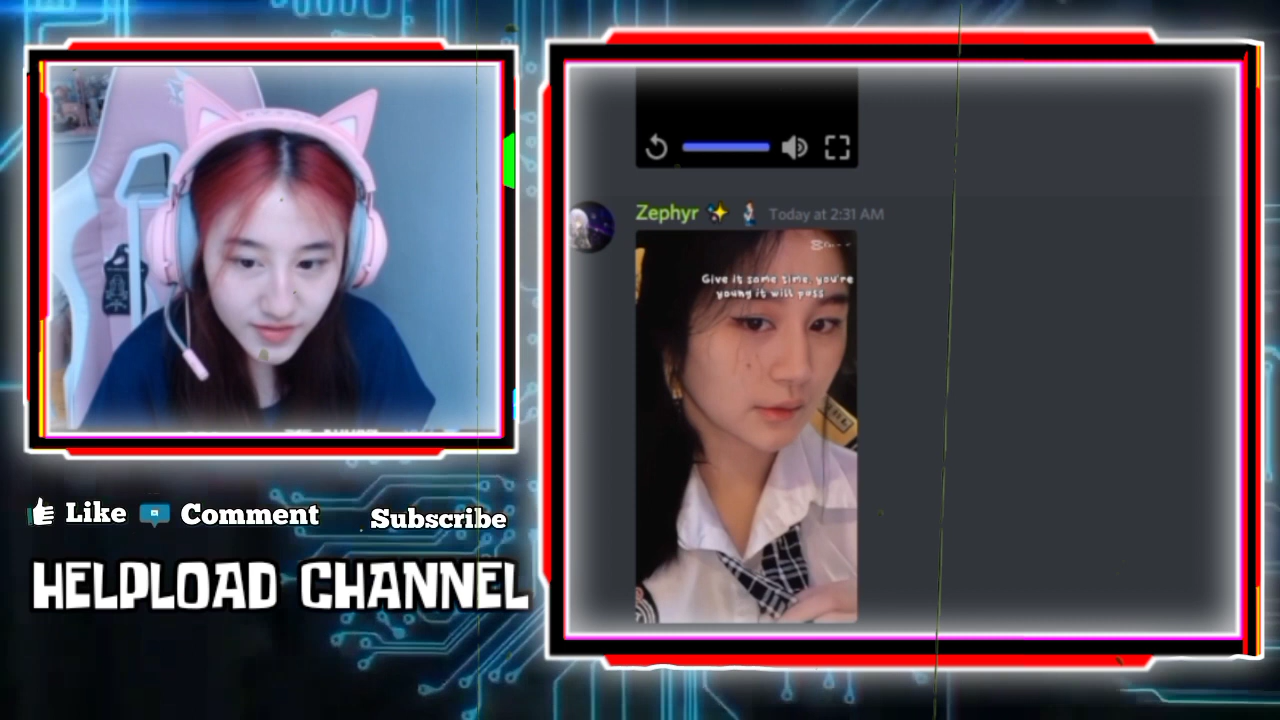 Zephyr Today at 2:31 AM
Give it some time, you're
young it will pass
Like Comment Subscribe
HELPLOAD CHANNEL